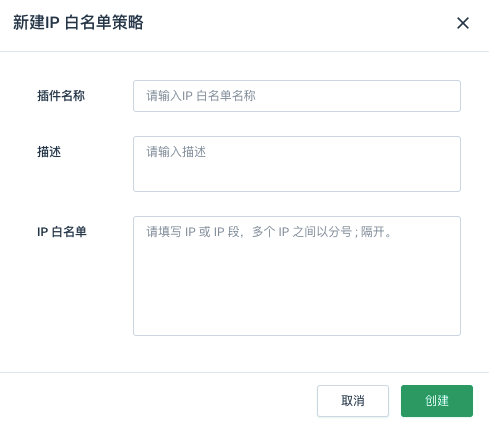 新建IP 白名单策略
插件名称
请输入IP 白名单名称
描述
请输入描述
IP 白名单
请填写 IP 或 IP 段，多个 IP 之间以分号 ; 隔开。
取消
创建